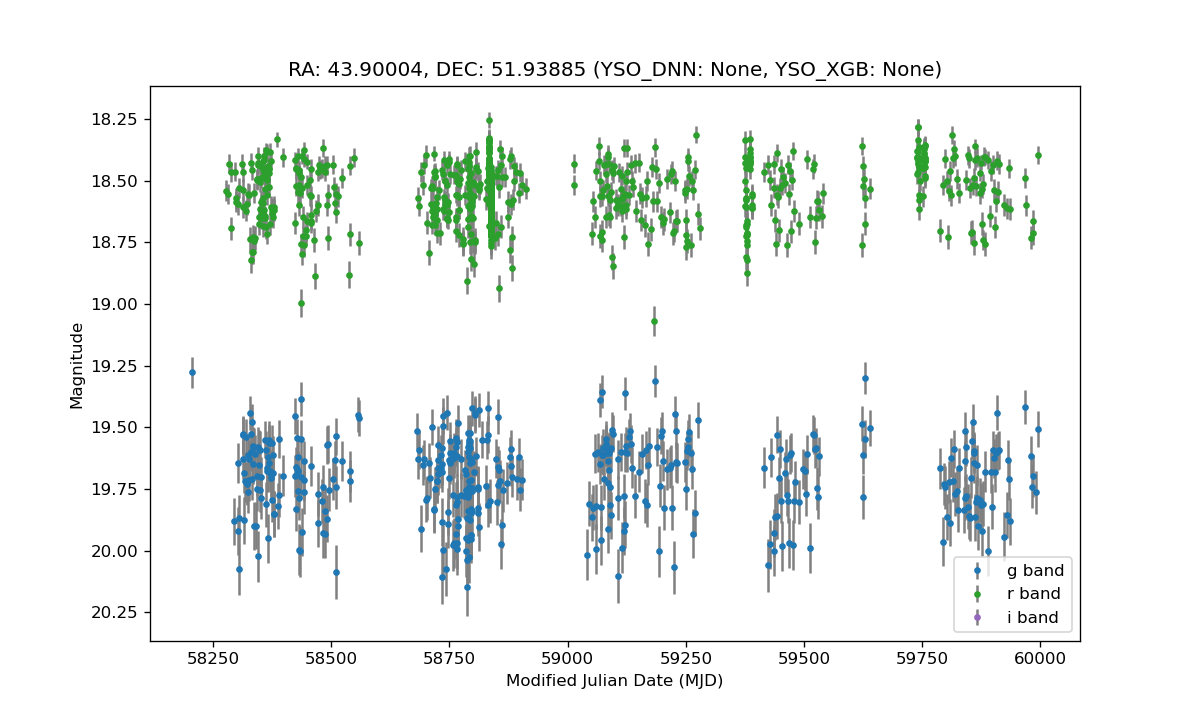 RA: 43.90004, DEC: 51.93885 (YSO_DNN: None, YSO_XGB: None)
18.25
18.50
18.75
19.00
19.25
19.50
19.75
20.00
20.25
Magnitude
g band
r band
i band
58250 58500 58750 59000 59250 59500 59750 60000
Modified Julian Date (MJD)